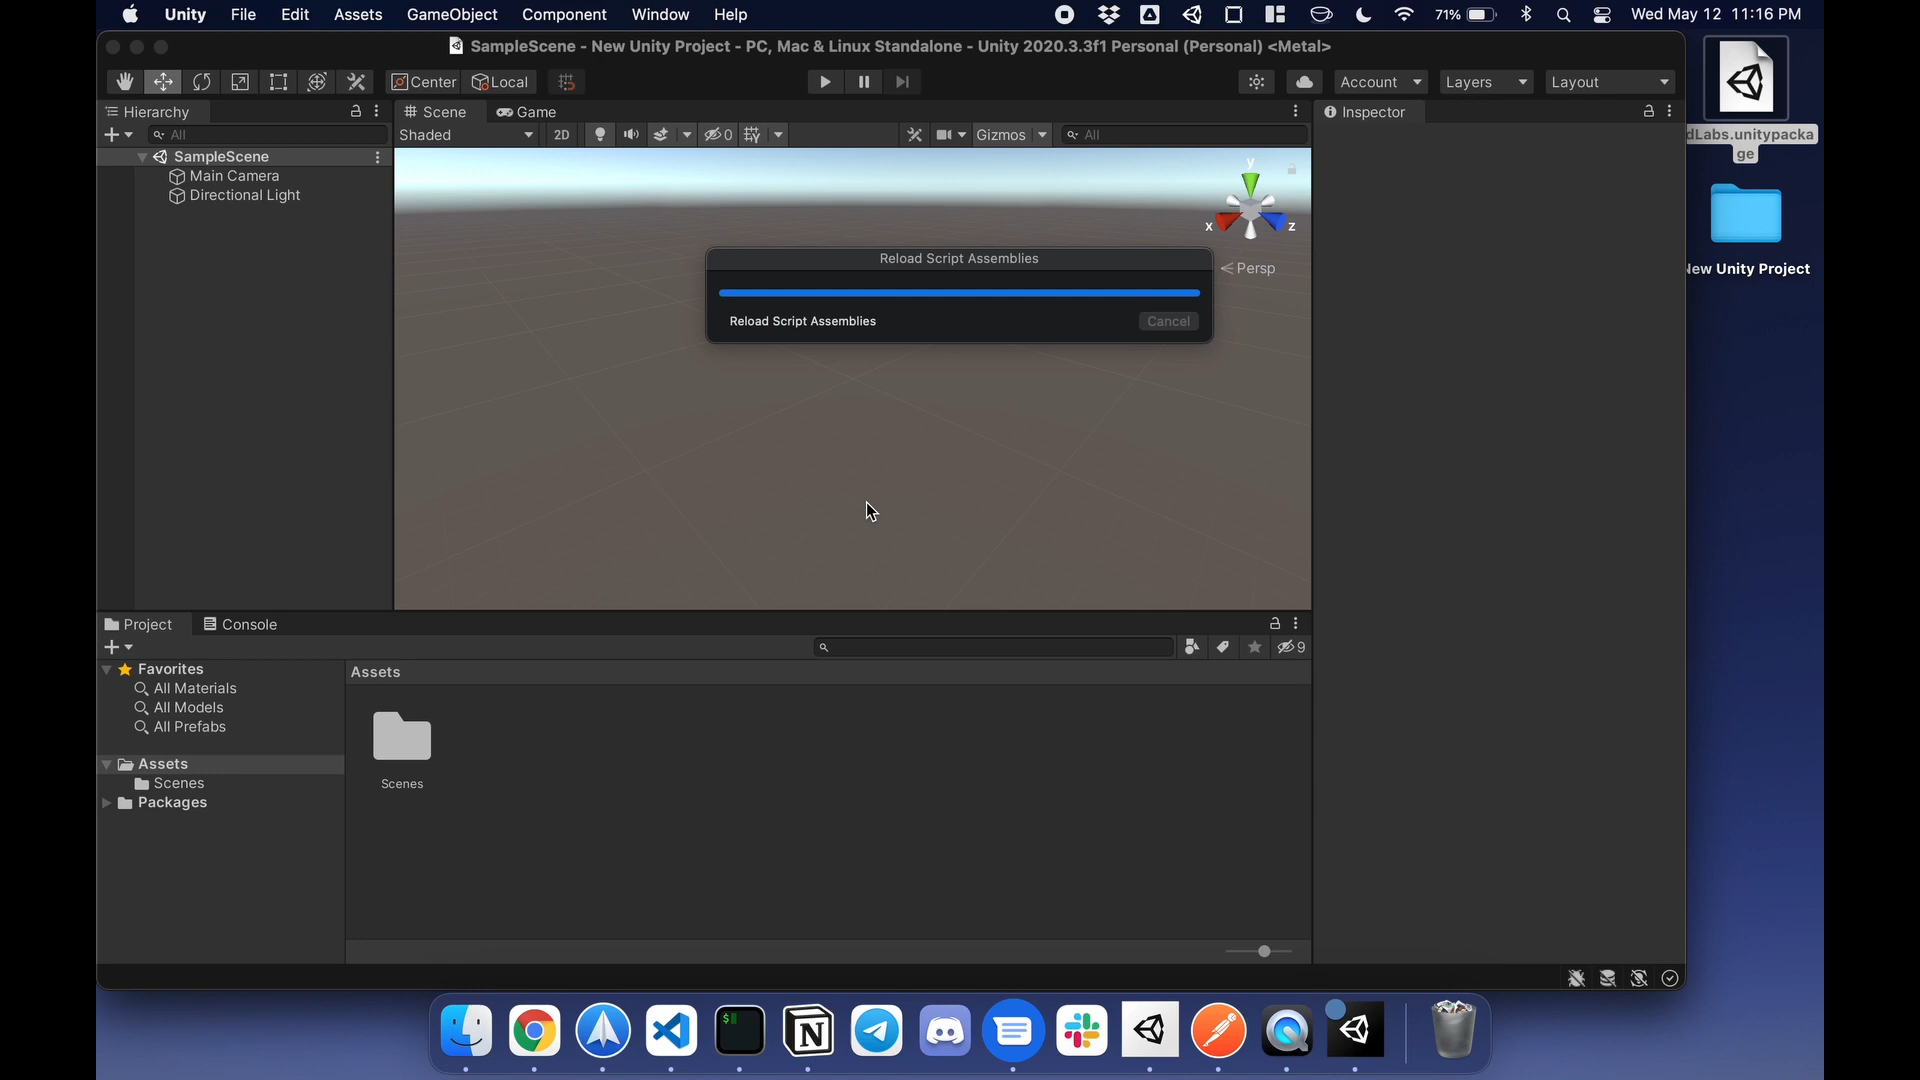 Unity File Edit Assets GameObject Component Window Help 71% Wed May 12 11:16 PM
SampleScene - New Unity Project - PC, Mac & Linux Standalone - Unity 2020.3.3f1 Personal (Personal) <Metal>
Center Local Account Layers Layout
Hierarchy Scene Game Inspector
All Shaded 2D 0 Gizmos All
SampleScene
Main Camera
Directional Light
y
x z
Persp
Reload Script Assemblies
Reload Script Assemblies Cancel
dLabs.unitypacka
ge
New Unity Project
Project Console
9
Favorites Assets
All Materials
All Models
All Prefabs
Assets
Scenes Scenes
Packages
$
N